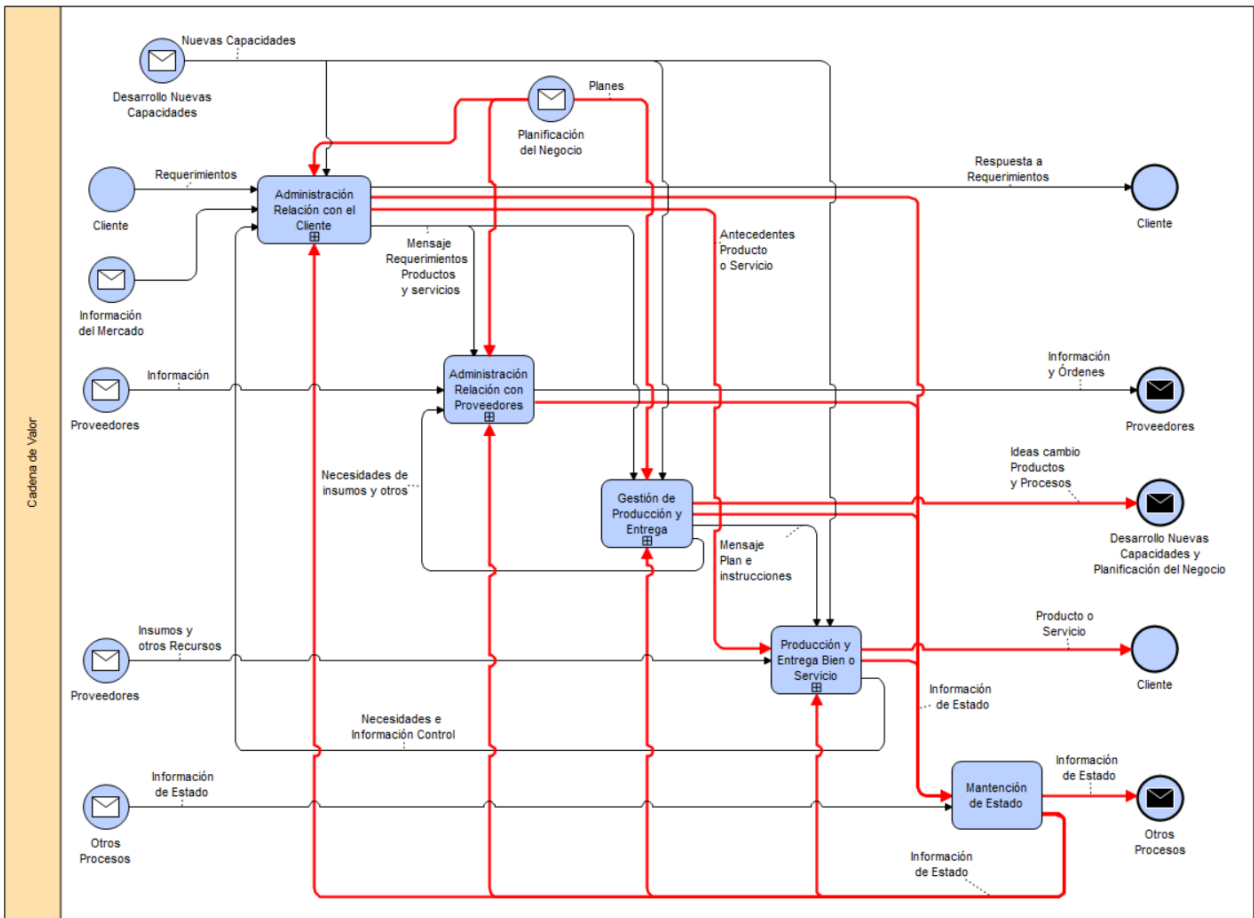 Cadena de Valor
Nuevas Capacidades
Desarrollo Nuevas
Capacidades
Planes
Planificación
del Negocio
Cliente
Requerimientos
Administración
Relación con el
Cliente
Respuesta a
Requerimientos
Cliente
Información
del Mercado
Mensaje
Requerimientos
Productos
y servicios
Antecedentes
Producto
o Servicio
Proveedores
Información
Administración
Relación con
Proveedores
Información
y Órdenes
Proveedores
Necesidades de
insumos y otros
Gestión de
Producción y
Entrega
Ideas cambio
Productos
y Procesos
Desarrollo Nuevas
Capacidades y
Planificación del Negocio
Mensaje
Plan e
instrucciones
Insumos y
otros Recursos
Proveedores
Producción y
Entrega Bien o
Servicio
Producto o
Servicio
Cliente
Información
de Estado
Necesidades e
Información Control
Información
de Estado
Otros
Procesos
Mantención
de Estado
Información
de Estado
Otros
Procesos
Información
de Estado